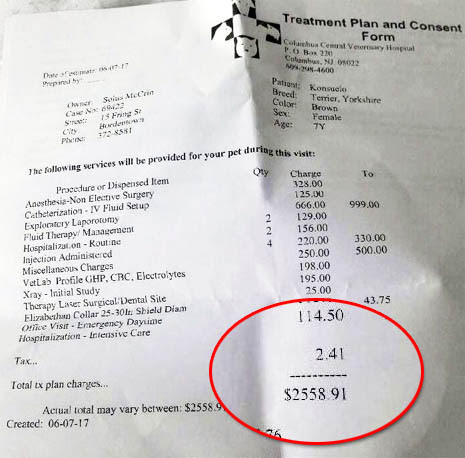 Treatment Plan and Consent
Form
Columbus Central Veterinary Hospital
P. O. Box 220
Columbus, NJ 08022
609-298-4600
Date of estimate: 06-07-17
Prepared by:
Patient: Konsuelo
Breed: Terrier, Yorkshire
Color: Brown
Sex: Female
Age: 7Y
Owner: McCrin
Case No: 69422
Street: 15 Fring St
City Bordentown
Phone: 372-8581
The following services will be provided for your pet during this visit:
Procedure or Dispensed Item Qty Charge To
Anesthesia-Non Elective Surgery 328.00
Catheterization - IV Fluid Setup 125.00
Exploratory Laporotomy 666.00 999.00
Fluid Therapy/ Management 2 129.00
Hospitalization - Routine 2 156.00
Injection Administered 4 220.00 330.00
Miscellaneous Charges 250.00 500.00
VetLab Profile GHP, CBC, Electolytes 198.00
Xray - Initial Study 195.00
Therapy Laser Surgical/Dental Site 25.00
Elizabethan Collar 25-30lb Shield Diam 43.75
Office Visit - Emergency Daytime 114.50
Hospitalization - Intensive Care
Tax... 2.41
----------
Total tx plan charges... $2558.91
Actual total may vary between: $2558.91
Created: 06-07-17
.76